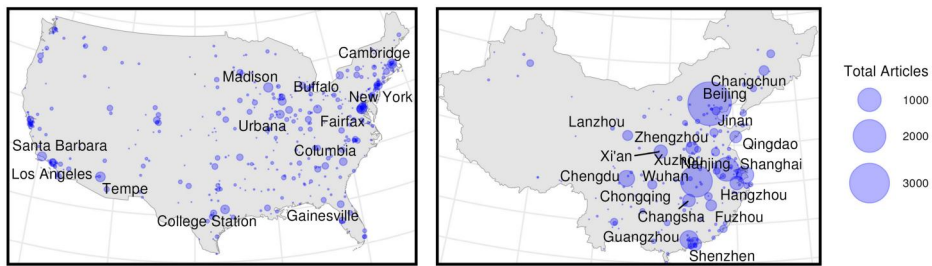 Cambridge
Madison
Buffalo
New York
Urbana
Fairfax
Santa Barbara
Columbia
Los Angeles
Tempe
College Station
Gainesville
Changchun
Beijing
Lanzhou
Jinan
Zhengzhou
Qingdao
Xi'an
Xuzhou
Nanjing
Shanghai
Chengdu
Wuhan
Chongqing
Hangzhou
Changsha
Fuzhou
Guangzhou
Shenzhen
Total Articles
1000
2000
3000